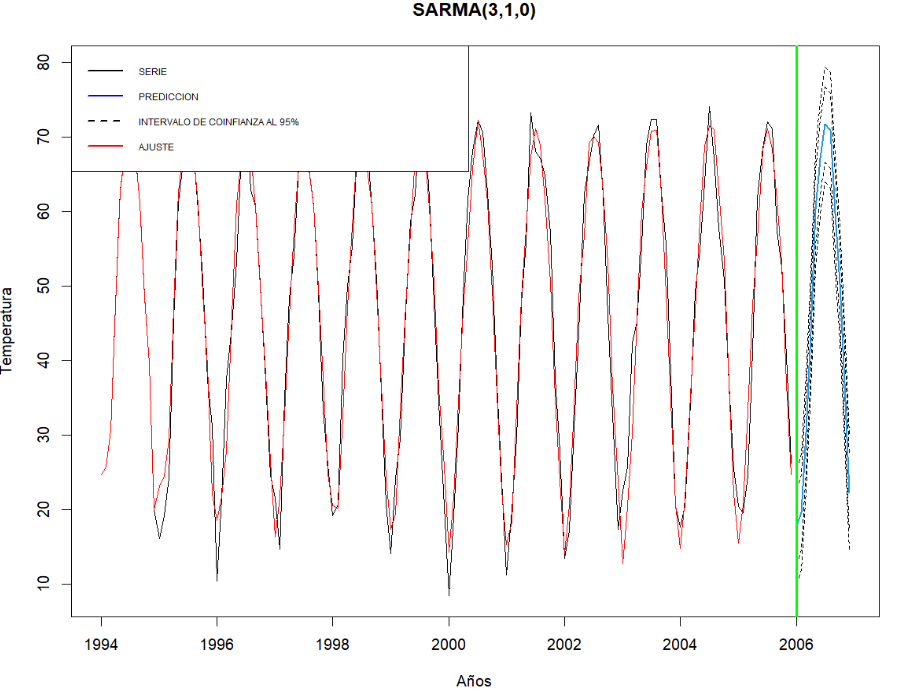 SARMA(3,1,0)
SERIE
PREDICCION
INTERVALO DE COINFIANZA AL 95%
AJUSTE
Temperatura
80
70
60
50
40
30
20
10
1994 1996 1998 2000 2002 2004 2006
Años